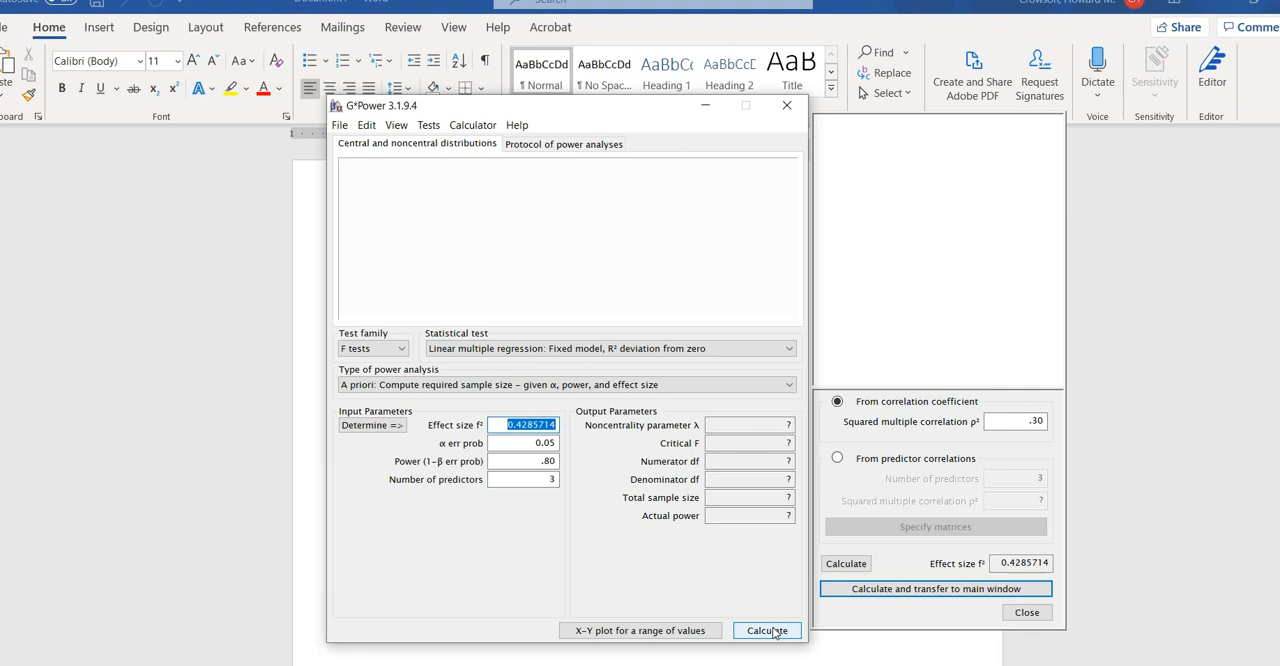 AutoSave
Document1 - Word
Search
Crowson, Howard M.
Home Insert Design Layout References Mailings Review View Help Acrobat
Share
Comme
Calibri (Body) 11 Aa
AaBbCcDd AaBbCcDd AaBbCc AaBbCcD AaB
¶ Normal ¶ No Spac... Heading 1 Heading 2 Title
Find
Replace
Select
Create and Share Adobe PDF
Request Signatures
Dictate
Sensitivity
Editor
Font
Voice
Sensitivity
Editor
G*Power 3.1.9.4
File Edit View Tests Calculator Help
Central and noncentral distributions Protocol of power analyses
Test family
F tests
Statistical test
Linear multiple regression: Fixed model, R² deviation from zero
Type of power analysis
A priori: Compute required sample size - given α, power, and effect size
Input Parameters
Determine => Effect size f² 0.4285714
α err prob 0.05
Power (1-β err prob) .80
Number of predictors 3
Output Parameters
Noncentrality parameter λ ?
Critical F ?
Numerator df ?
Denominator df ?
Total sample size ?
Actual power ?
X-Y plot for a range of values Calculate
From correlation coefficient
Squared multiple correlation ρ² .30
From predictor correlations
Number of predictors 3
Squared multiple correlation ρ² ?
Specify matrices
Calculate Effect size f² 0.4285714
Calculate and transfer to main window
Close